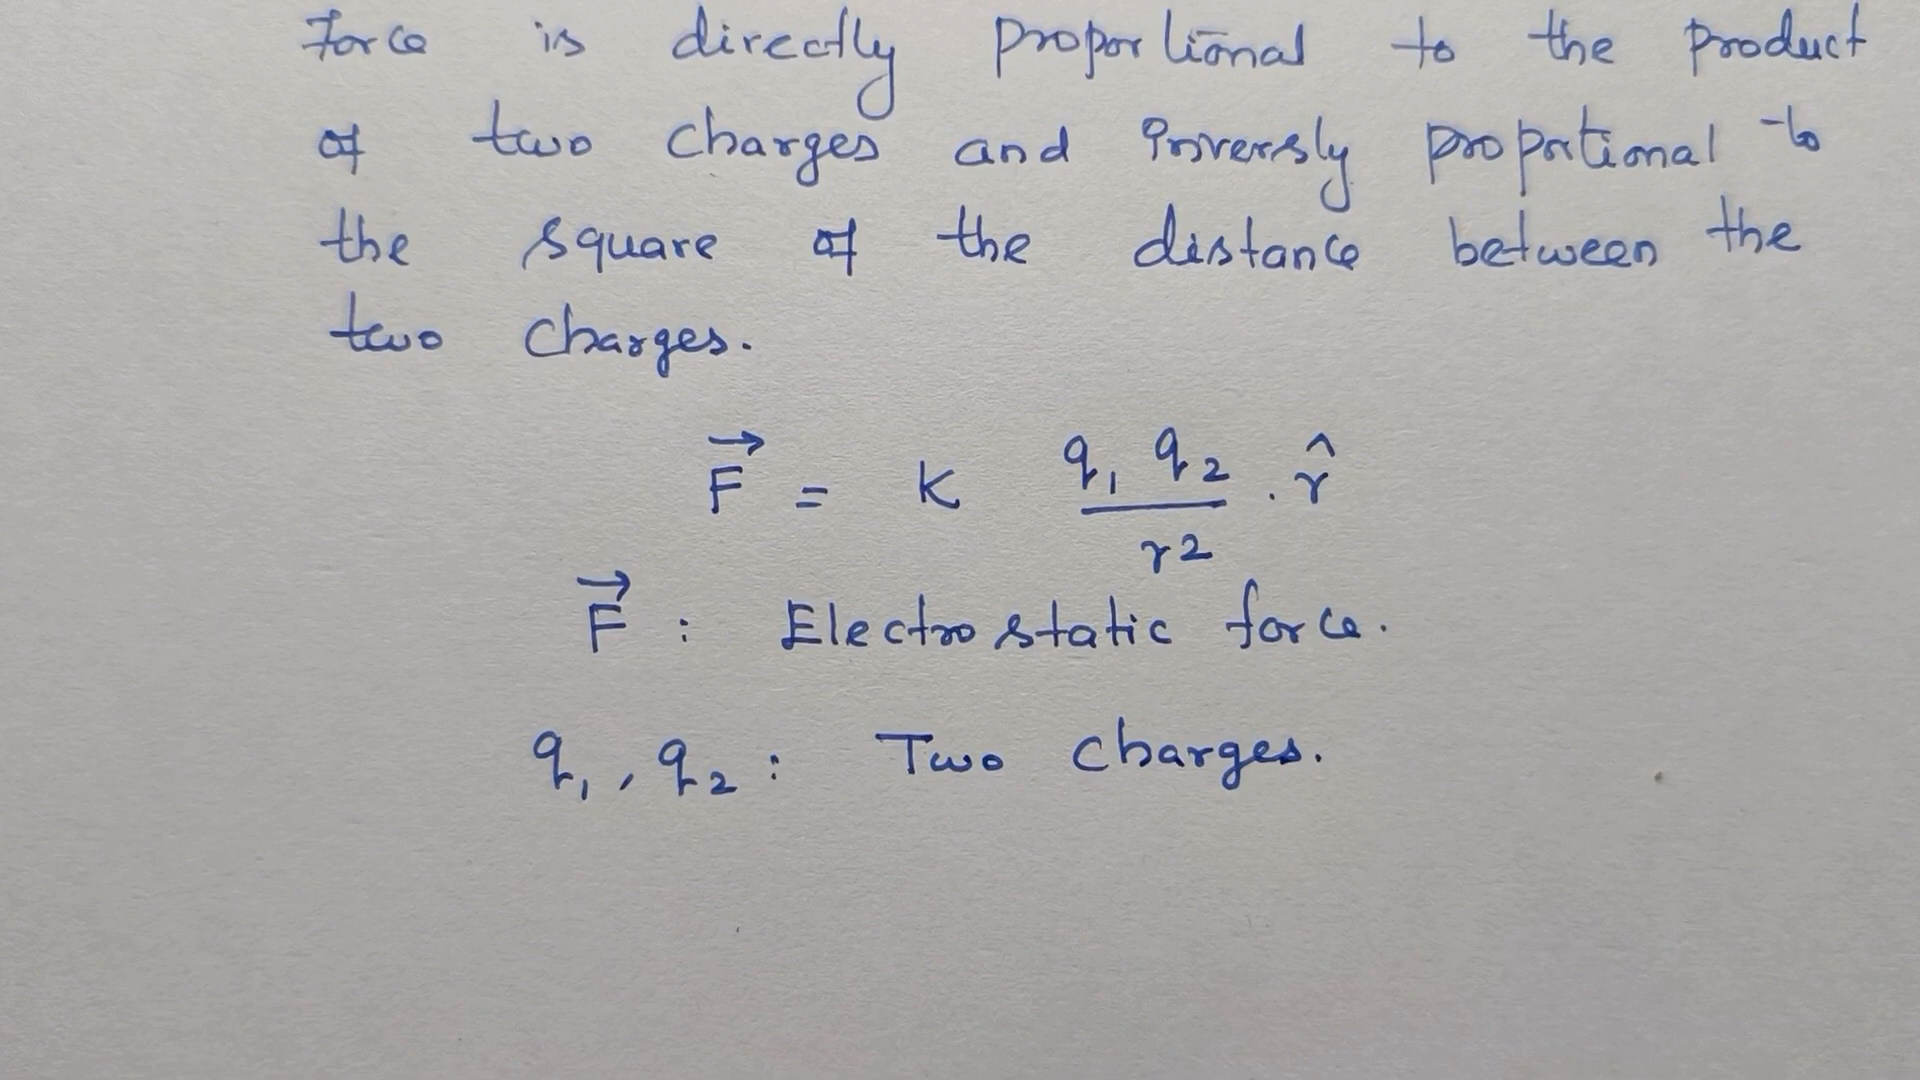 Force is directly proportional to the product
of two charges and inversly proportional to
the square of the distance between the
two charges.
F⃗ = K q₁ q₂ / r2 . r̂
F⃗ : Electrostatic force.
q₁, q₂ : Two charges.